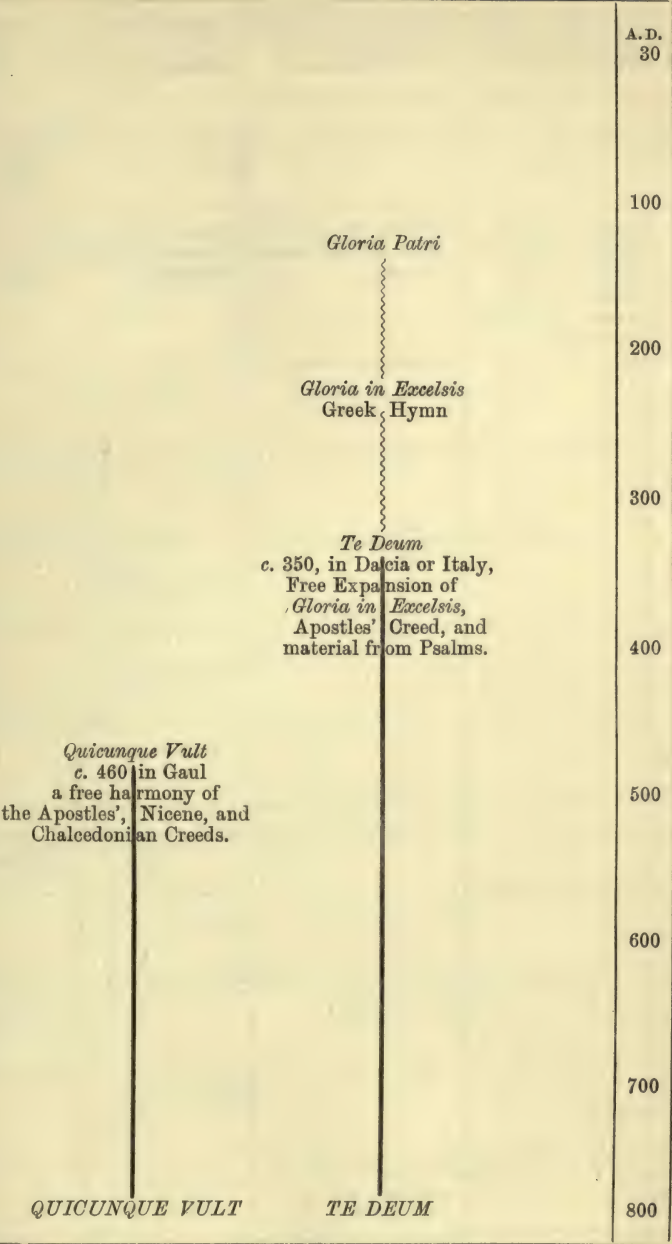 A.D.
30
100
Gloria Patri
200
Gloria in Excelsis
Greek Hymn
300
Te Deum
c. 350, in Dacia or Italy,
Free Expansion of
Gloria in Excelsis,
Apostles' Creed, and
material from Psalms.
400
Quicunque Vult
c. 460 in Gaul
a free harmony of
the Apostles', Nicene, and
Chalcedonian Creeds.
500
600
700
QUICUNQUE VULT
TE DEUM
800